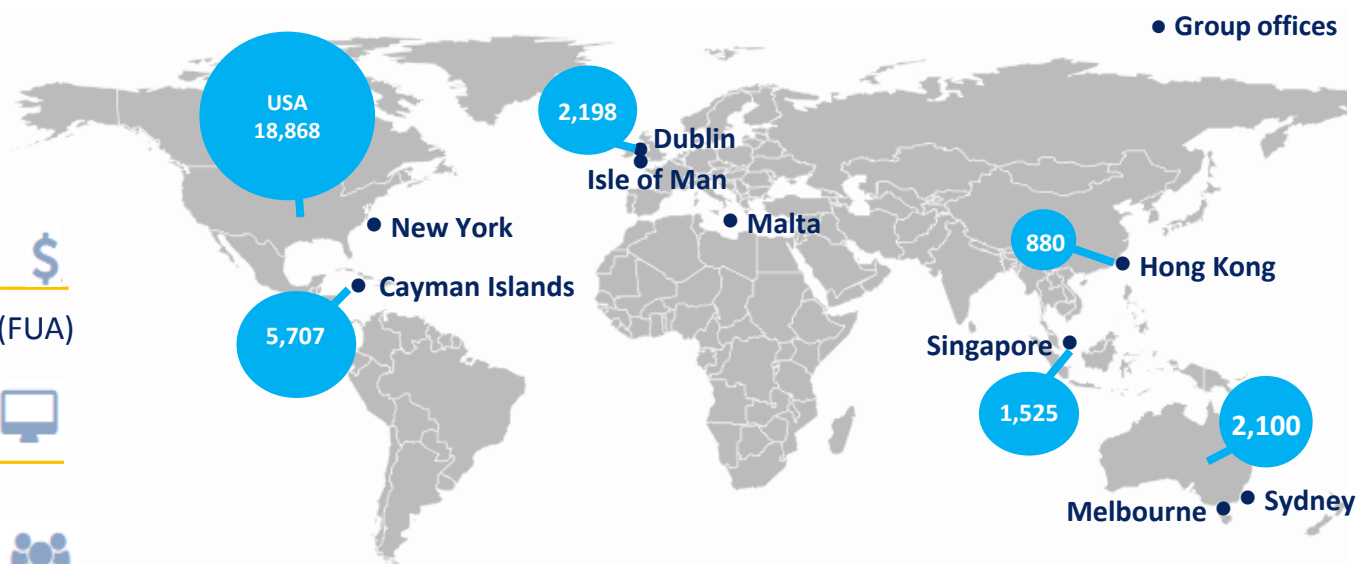 Group offices
USA
18,868
2,198
Dublin
Isle of Man
New York
Malta
880
Hong Kong
$
Cayman Islands
(FUA)
5,707
Singapore
1,525
2,100
Melbourne
Sydney